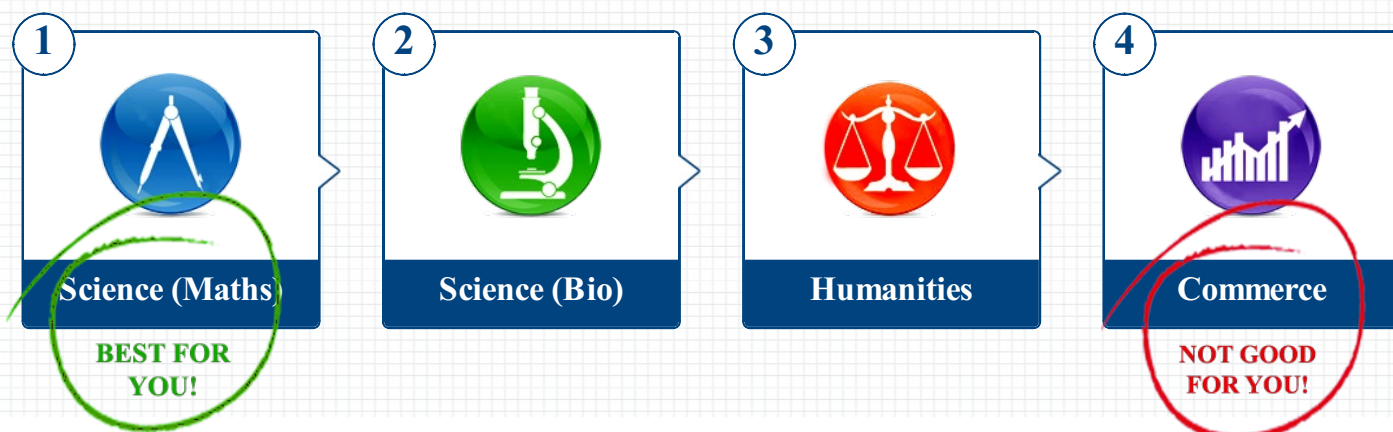 1
2
3
4
Science (Maths)
Science (Bio)
Humanities
Commerce
BEST FOR
YOU!
NOT GOOD
FOR YOU!